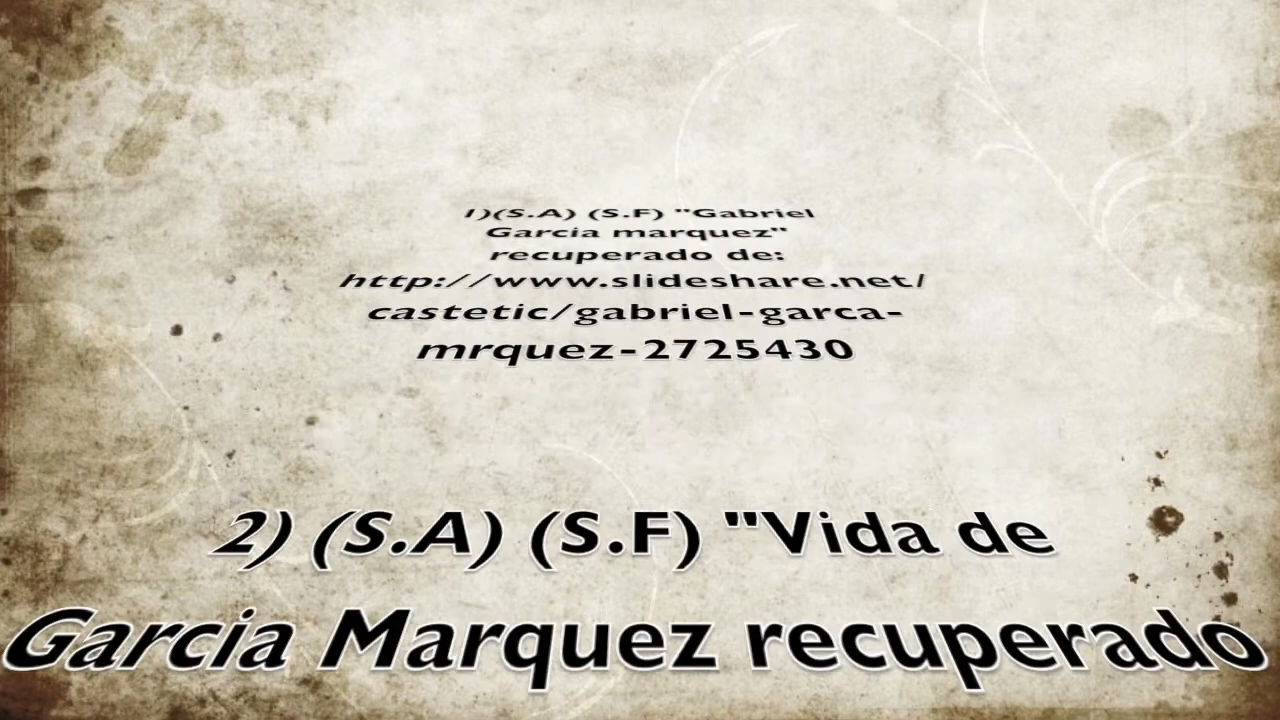 1)(S.A) (S.F) "Gabriel
Garcia marquez"
recuperado de:
http://www.slideshare.net/
castetic/gabriel-garca-
mrquez-2725430
2) (S.A) (S.F) "Vida de
Garcia Marquez recuperado